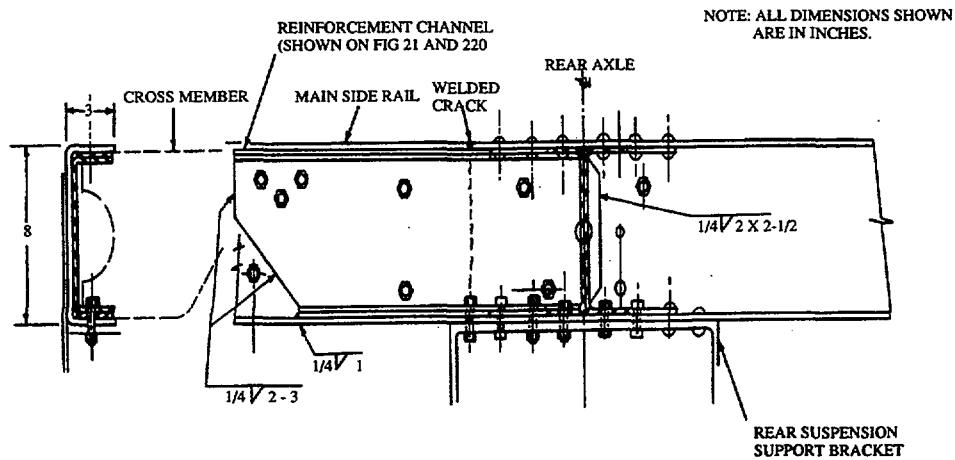 NOTE: ALL DIMENSIONS SHOWN
ARE IN INCHES.
REINFORCEMENT CHANNEL
(SHOWN ON FIG 21 AND 220
REAR AXLE
3
CROSS MEMBER
MAIN SIDE RAIL
WELDED
CRACK
8
1/4 2 X 2-1/2
1/4 1
1/4 2 - 3
REAR SUSPENSION
SUPPORT BRACKET